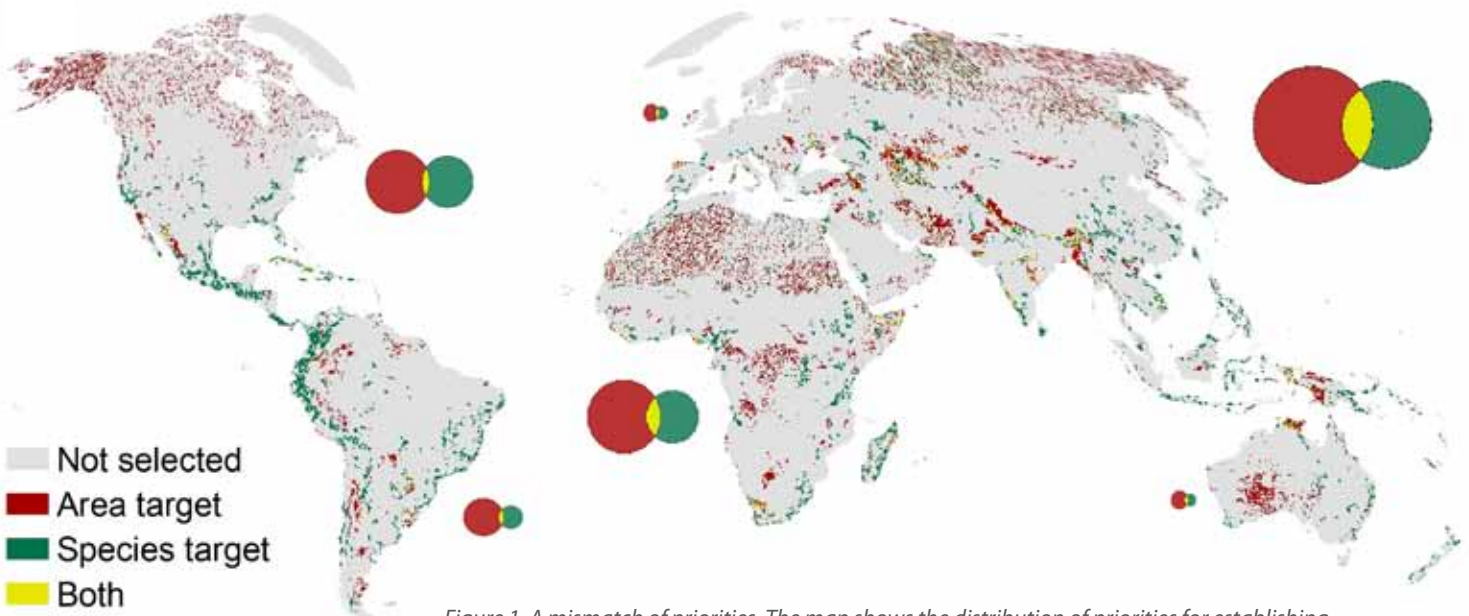 Not selected
Area target
Species target
Both
Figure 1. A mismatch of priorities. The map shows the distribution of priorities for establishing